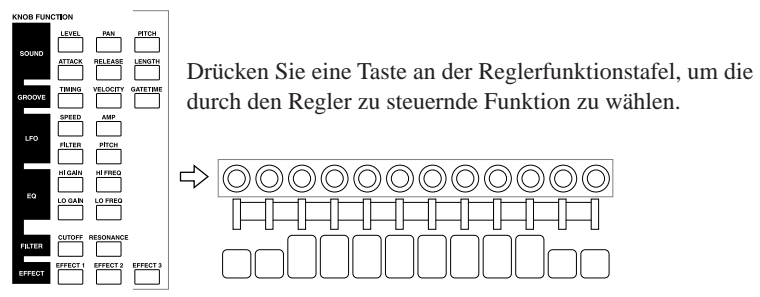 KNOB FUNCTION
SOUND
LEVEL PAN PITCH
ATTACK RELEASE LENGTH
GROOVE
TIMING VELOCITY GATETIME
LFO
SPEED AMP
FILTER PITCH
EQ
HI GAIN HI FREQ
LO GAIN LO FREQ
FILTER
CUTOFF RESONANCE
EFFECT
EFFECT 1 EFFECT 2 EFFECT 3
Drücken Sie eine Taste an der Reglerfunktionstafel, um die
durch den Regler zu steuernde Funktion zu wählen.